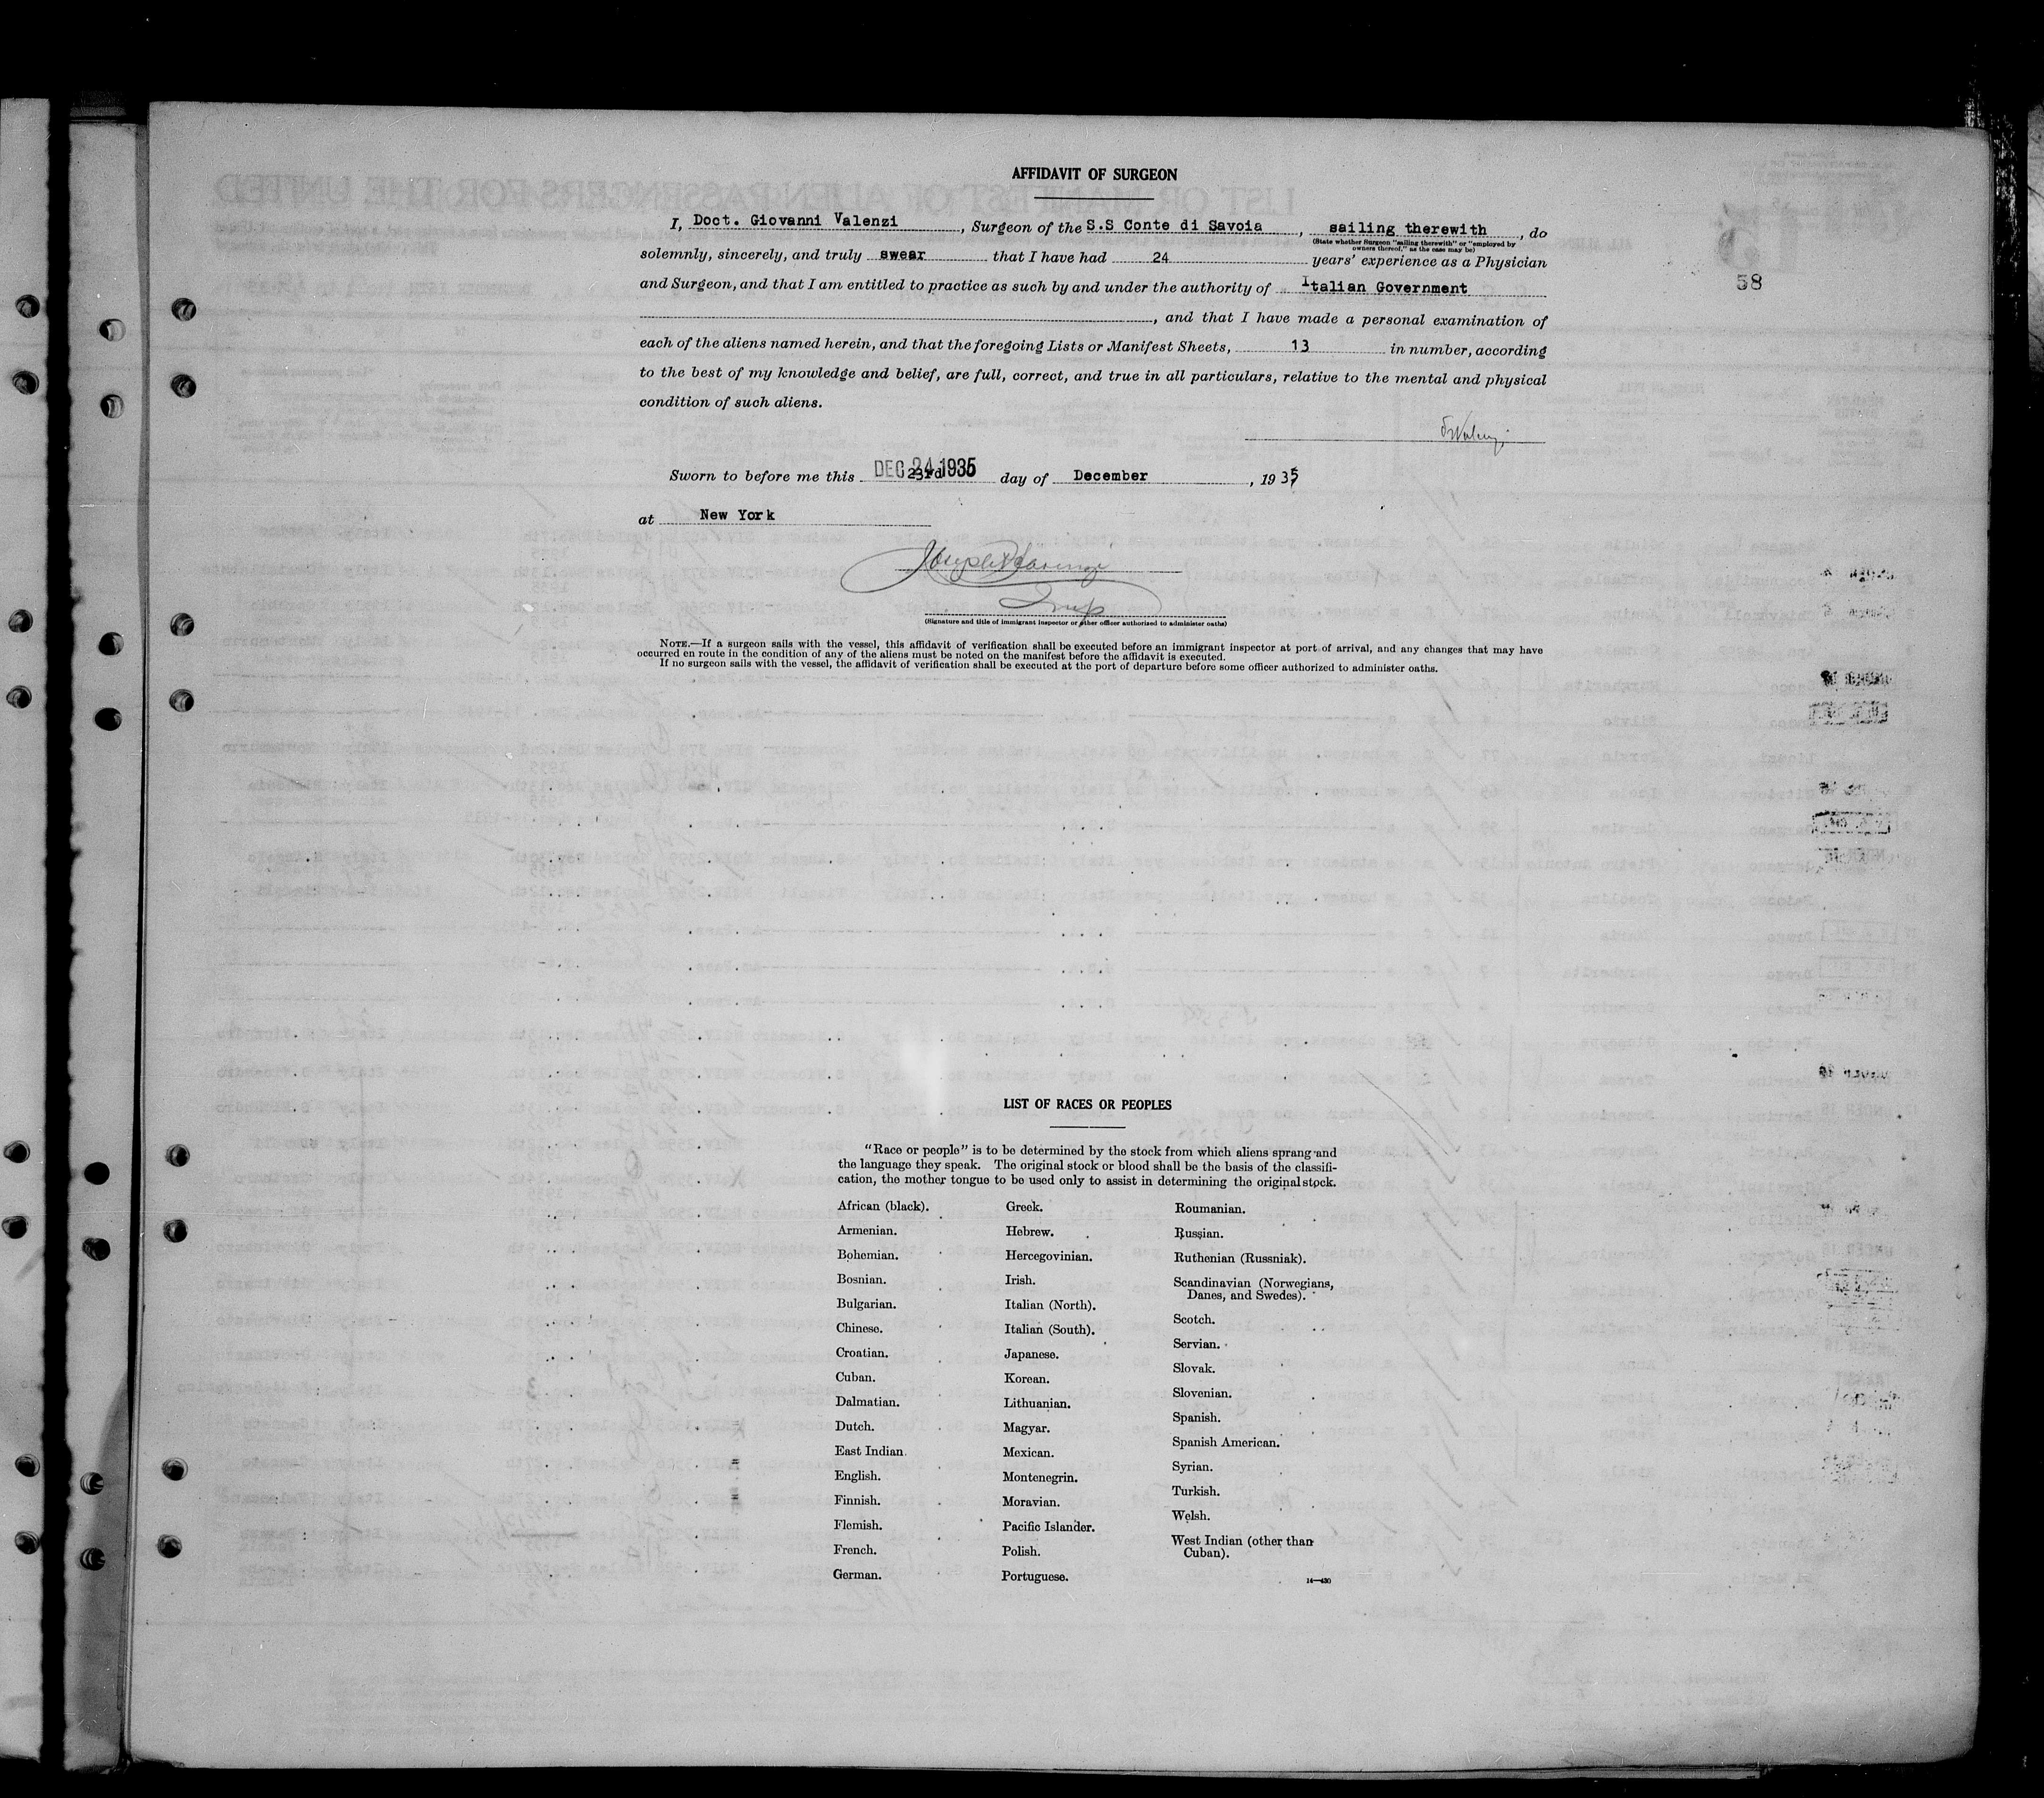 AFFIDAVIT OF SURGEON
58
I, Doct. Giovanni Valenzi, Surgeon of the S.S Conte di Savoia, sailing therewith, do
(State whether Surgeon "sailing therewith" or "employed by
owners thereof," as the case may be)
solemnly, sincerely, and truly swear that I have had 24 years' experience as a Physician
and Surgeon, and that I am entitled to practice as such by and under the authority of Italian Government
, and that I have made a personal examination of
each of the aliens named herein, and that the foregoing Lists or Manifest Sheets, 13 in number, according
to the best of my knowledge and belief, are full, correct, and true in all particulars, relative to the mental and physical
condition of such aliens.
Sworn to before me this 23rd DEC 24 1935 day of December, 1935
at New York
(Signature and title of immigrant inspector or other officer authorized to administer oaths)
NOTE.—If a surgeon sails with the vessel, this affidavit of verification shall be executed before an immigrant inspector at port of arrival, and any changes that may have
occurred en route in the condition of any of the aliens must be noted on the manifest before the affidavit is executed.
If no surgeon sails with the vessel, the affidavit of verification shall be executed at the port of departure before some officer authorized to administer oaths.
LIST OF RACES OR PEOPLES
"Race or people" is to be determined by the stock from which aliens sprang and
the language they speak. The original stock or blood shall be the basis of the classifi-
cation, the mother tongue to be used only to assist in determining the original stock.
African (black).
Armenian.
Bohemian.
Bosnian.
Bulgarian.
Chinese.
Croatian.
Cuban.
Dalmatian.
Dutch.
East Indian
English.
Finnish.
Flemish.
French.
German.
Greek.
Hebrew.
Hercegovinian.
Irish.
Italian (North).
Italian (South).
Japanese.
Korean.
Lithuanian.
Magyar.
Mexican.
Montenegrin.
Moravian.
Pacific Islander.
Polish.
Portuguese.
Roumanian.
Russian.
Ruthenian (Russniak).
Scandinavian (Norwegians,
Danes, and Swedes).
Scotch.
Servian.
Slovak.
Slovenian.
Spanish.
Spanish American.
Syrian.
Turkish.
Welsh.
West Indian (other than
Cuban).
14—430